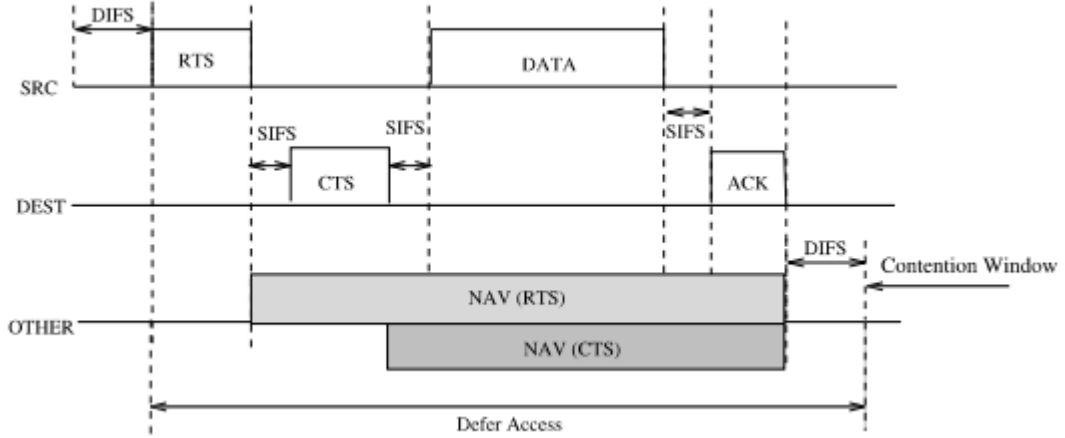 DIFS
RTS
DATA
SRC
SIFS
SIFS
SIFS
CTS
ACK
DEST
DIFS
Contention Window
NAV (RTS)
OTHER
NAV (CTS)
Defer Access